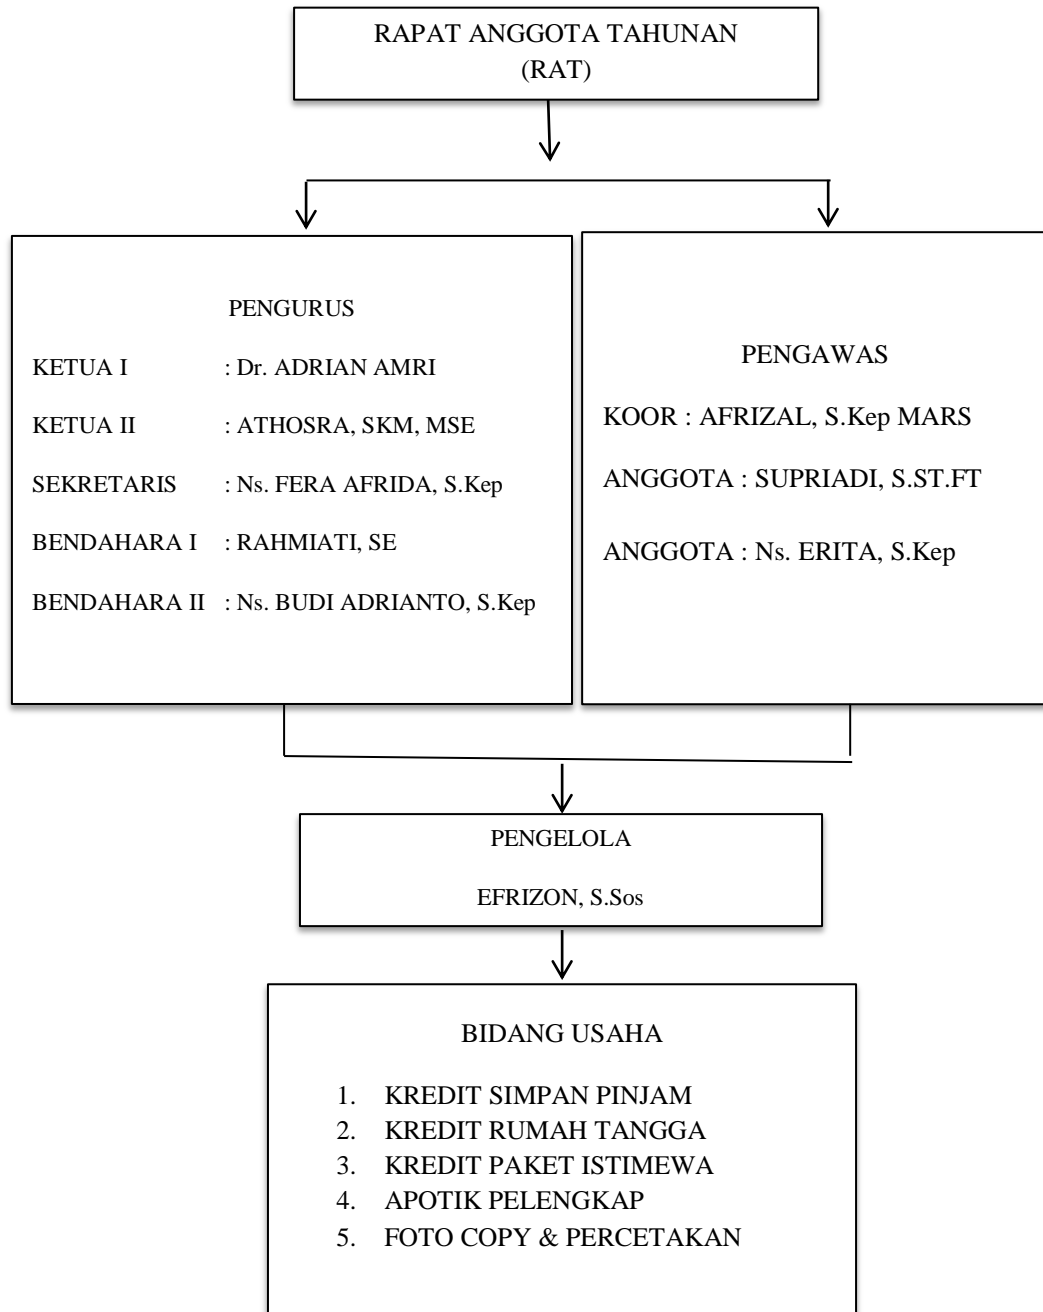 RAPAT ANGGOTA TAHUNAN
(RAT)
PENGURUS
KETUA I : Dr. ADRIAN AMRI
KETUA II : ATHOSRA, SKM, MSE
SEKRETARIS : Ns. FERA AFRIDA, S.Kep
BENDAHARA I : RAHMIATI, SE
BENDAHARA II : Ns. BUDI ADRIANTO, S.Kep
PENGAWAS
KOOR : AFRIZAL, S.Kep MARS
ANGGOTA : SUPRIADI, S.ST.FT
ANGGOTA : Ns. ERITA, S.Kep
PENGELOLA
EFRIZON, S.Sos
BIDANG USAHA
1. KREDIT SIMPAN PINJAM
2. KREDIT RUMAH TANGGA
3. KREDIT PAKET ISTIMEWA
4. APOTIK PELENGKAP
5. FOTO COPY & PERCETAKAN